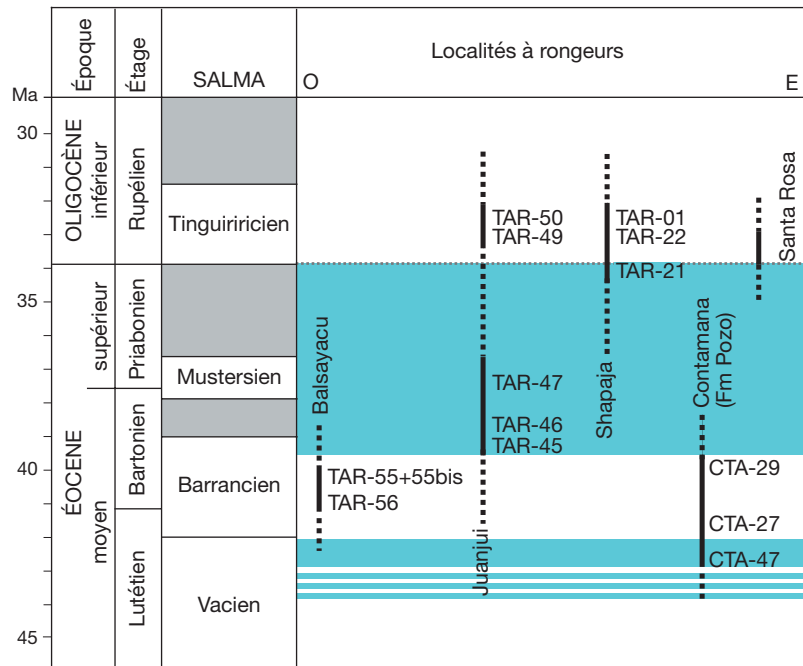 Époque
Étage
SALMA
Localités à rongeurs
O
E
Ma
30
35
40
45
OLIGOCÈNE
inférieur
Rupélien
Tinguiriricien
ÉOCENE
supérieur
moyen
Priabonien
Bartonien
Lutétien
Mustersien
Barrancien
Vacien
Balsayacu
TAR-55+55bis
TAR-56
Juanjui
TAR-50
TAR-49
TAR-47
TAR-46
TAR-45
Shapaja
TAR-01
TAR-22
TAR-21
Contamana
(Fm Pozo)
CTA-29
CTA-27
CTA-47
Santa Rosa